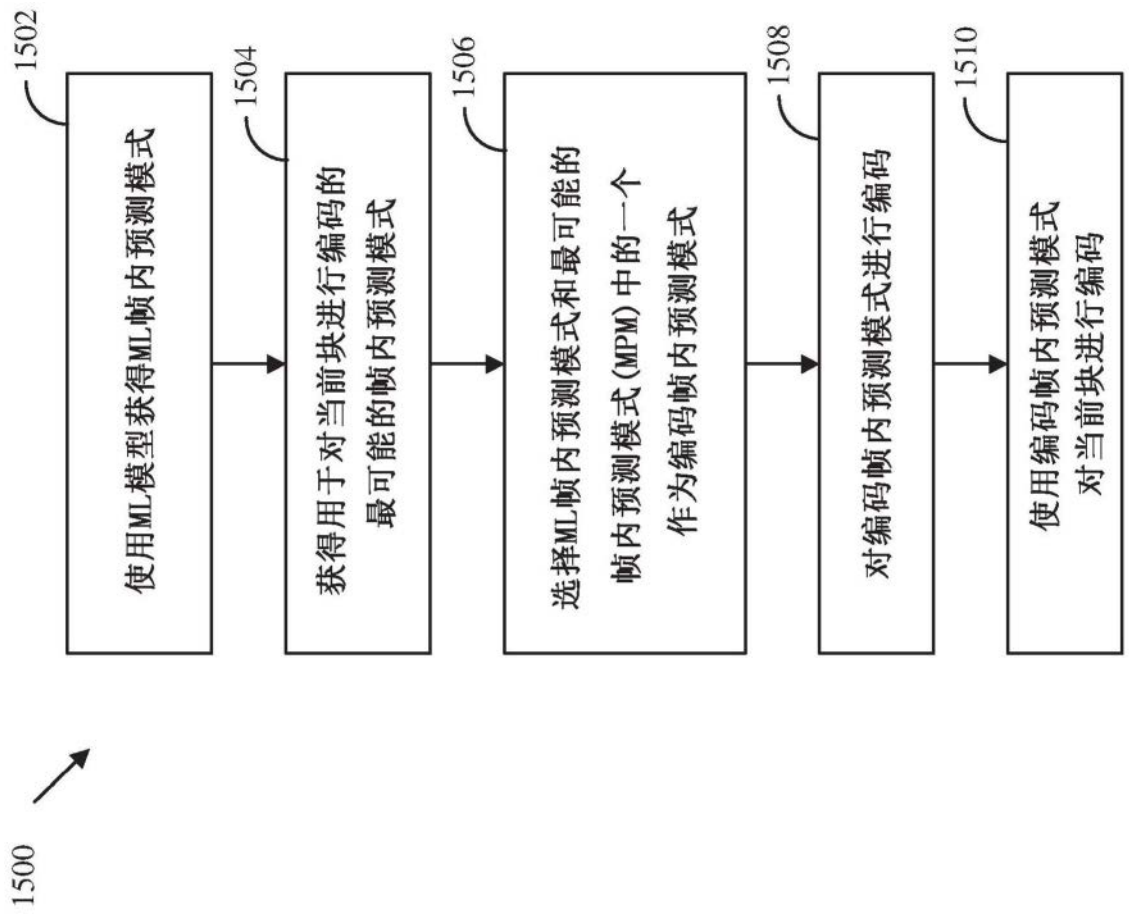 1500
1502
使用ML模型获得ML帧内预测模式
1504
获得用于对当前块进行编码的
最可能的帧内预测模式
1506
选择ML帧内预测模式和最可能的
帧内预测模式(MPM)中的一个
作为编码帧内预测模式
1508
对编码帧内预测模式进行编码
1510
使用编码帧内预测模式
对当前块进行编码